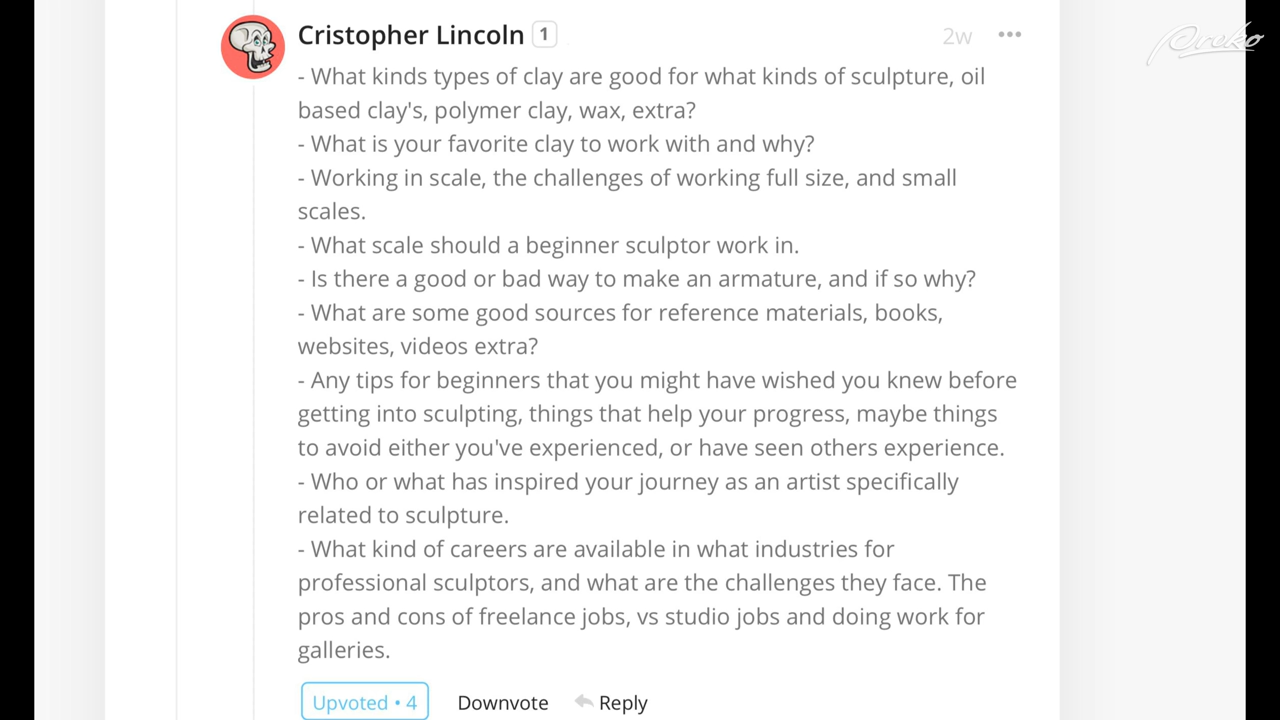 Cristopher Lincoln 1
2w
Proko
- What kinds types of clay are good for what kinds of sculpture, oil
based clay's, polymer clay, wax, extra?
- What is your favorite clay to work with and why?
- Working in scale, the challenges of working full size, and small
scales.
- What scale should a beginner sculptor work in.
- Is there a good or bad way to make an armature, and if so why?
- What are some good sources for reference materials, books,
websites, videos extra?
- Any tips for beginners that you might have wished you knew before
getting into sculpting, things that help your progress, maybe things
to avoid either you've experienced, or have seen others experience.
- Who or what has inspired your journey as an artist specifically
related to sculpture.
- What kind of careers are available in what industries for
professional sculptors, and what are the challenges they face. The
pros and cons of freelance jobs, vs studio jobs and doing work for
galleries.
Upvoted • 4 Downvote Reply